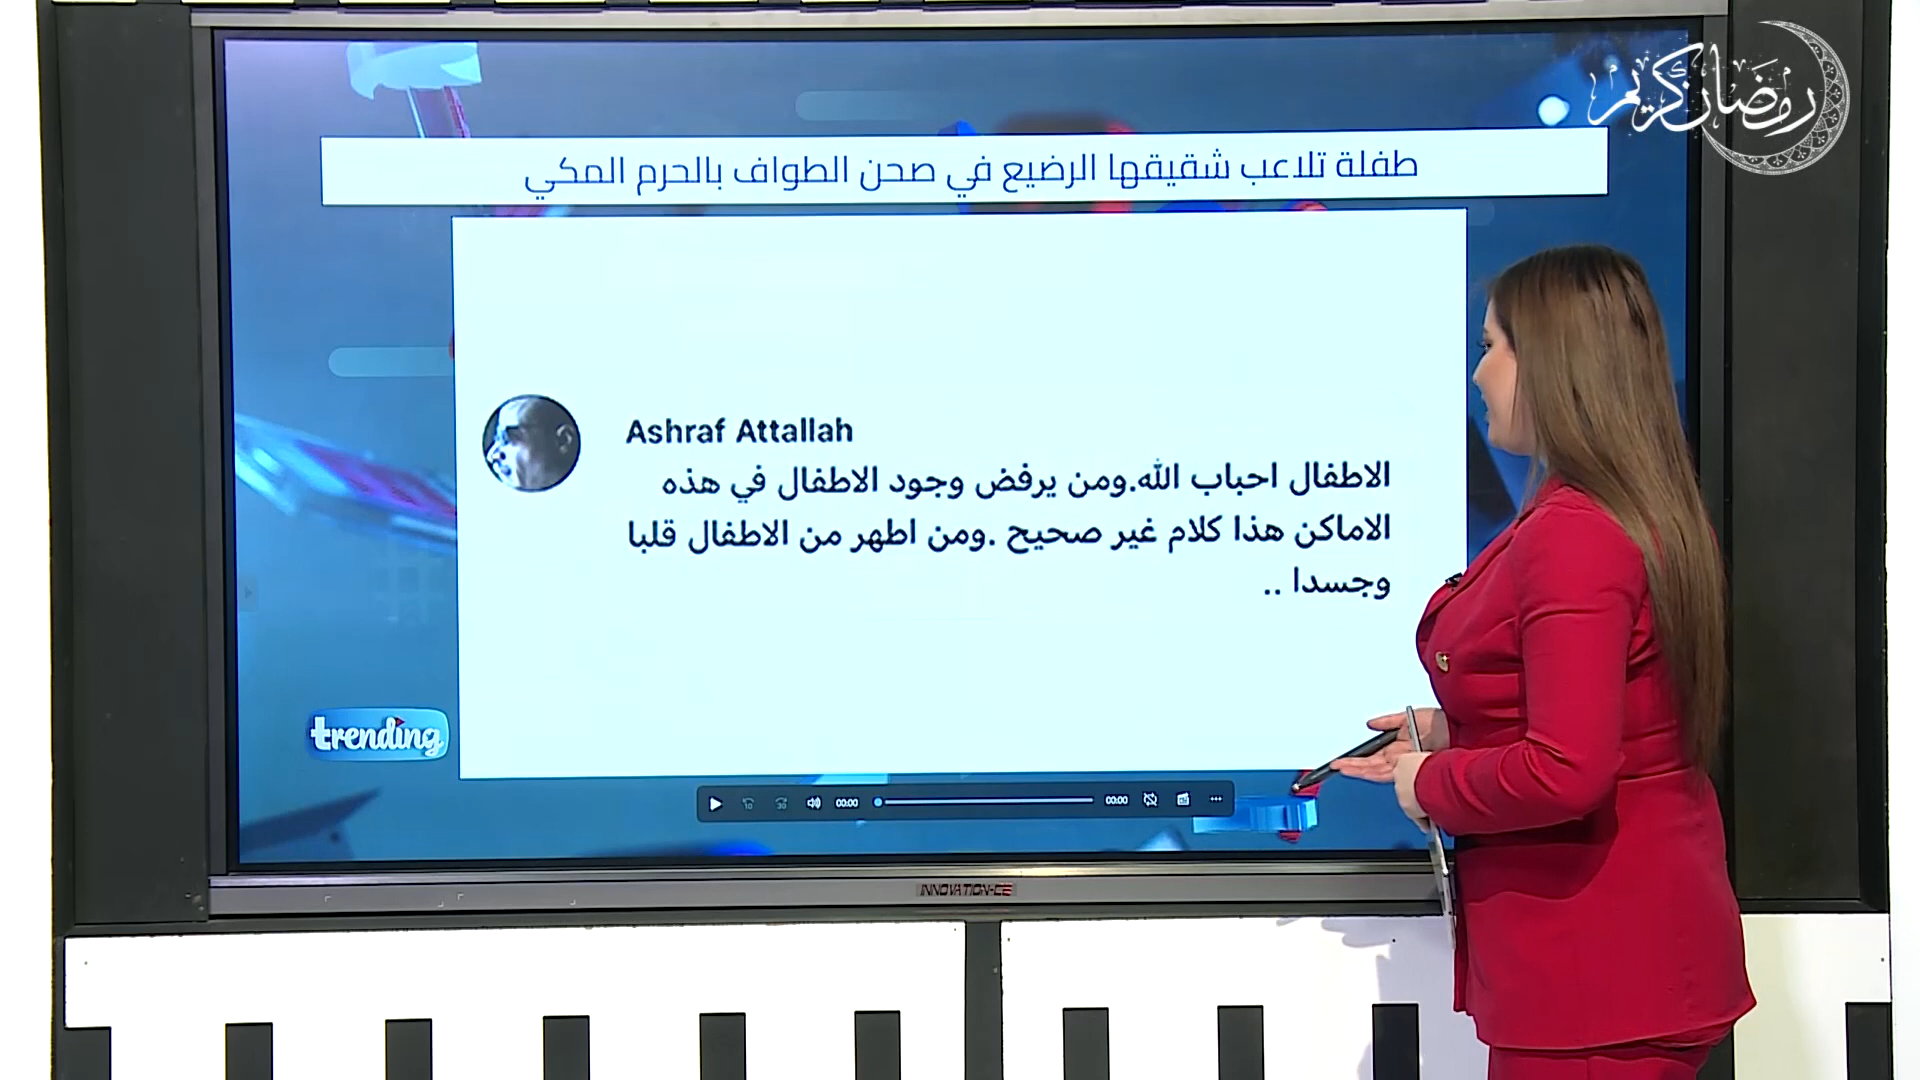 رمضان كريم
طفلة تلاعب شقيقها الرضيع في صحن الطواف بالحرم المكي
Ashraf Attallah
الاطفال احباب الله.ومن يرفض وجود الاطفال في هذه
الاماكن هذا كلام غير صحيح .ومن اطهر من الاطفال قلبا
وجسدا ..
trending
10
30
00:00
00:00
INNOVATION-CE